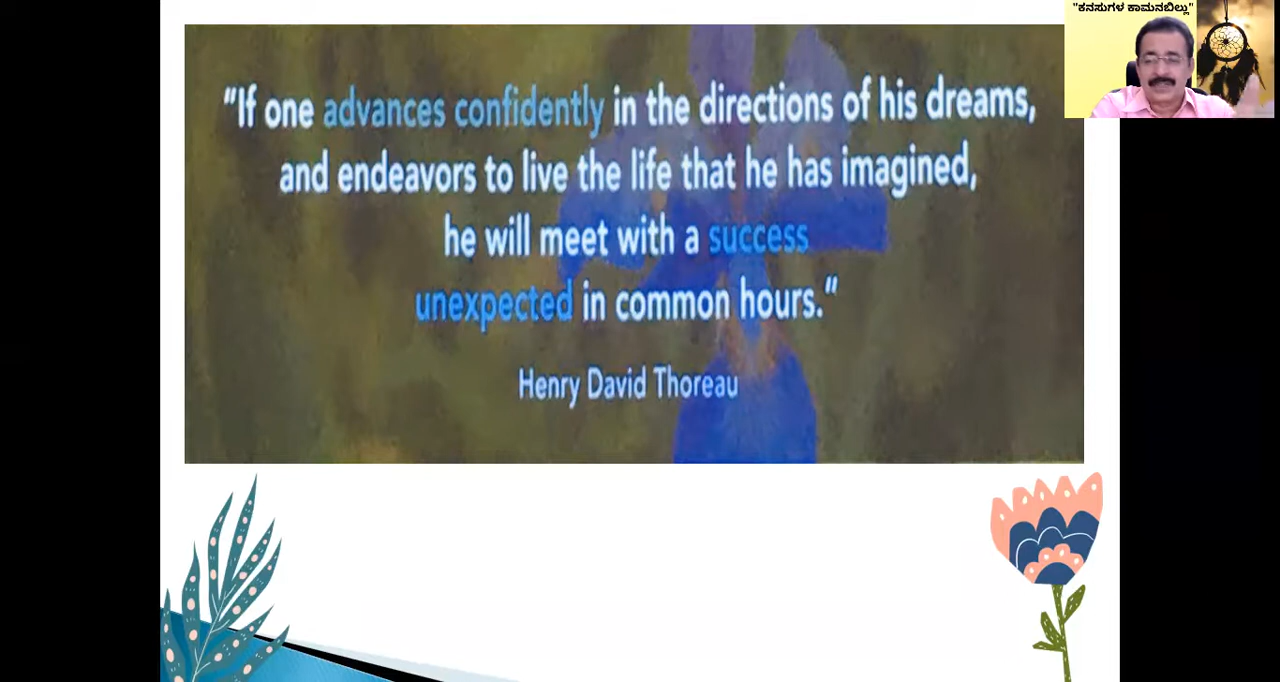 "ಕನಸುಗಳ ಕಾಮನಬಿಲ್ಲು"
"If one advances confidently in the directions of his dreams,
and endeavors to live the life that he has imagined,
he will meet with a success
unexpected in common hours."
Henry David Thoreau